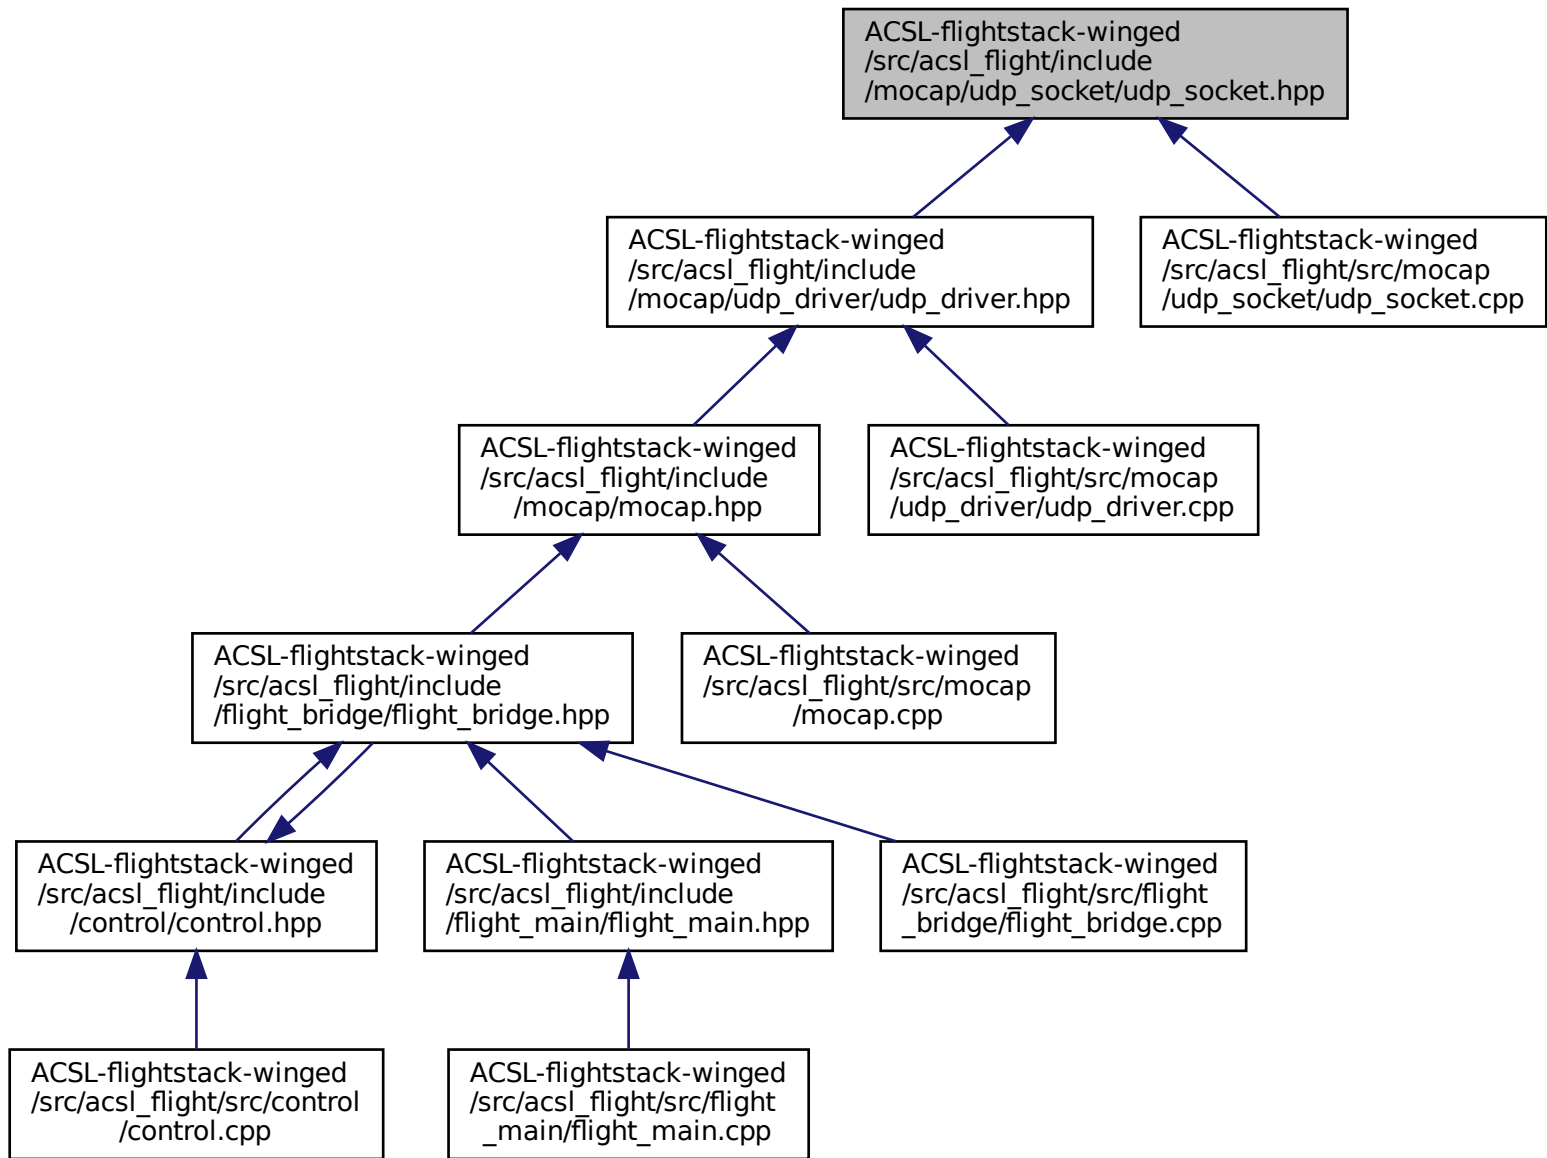 ACSL-flightstack-winged
/src/acsl_flight/include
/mocap/udp_socket/udp_socket.hpp
ACSL-flightstack-winged
/src/acsl_flight/include
/mocap/udp_driver/udp_driver.hpp
ACSL-flightstack-winged
/src/acsl_flight/src/mocap
/udp_socket/udp_socket.cpp
ACSL-flightstack-winged
/src/acsl_flight/include
/mocap/mocap.hpp
ACSL-flightstack-winged
/src/acsl_flight/src/mocap
/udp_driver/udp_driver.cpp
ACSL-flightstack-winged
/src/acsl_flight/include
/flight_bridge/flight_bridge.hpp
ACSL-flightstack-winged
/src/acsl_flight/src/mocap
/mocap.cpp
ACSL-flightstack-winged
/src/acsl_flight/include
/control/control.hpp
ACSL-flightstack-winged
/src/acsl_flight/include
/flight_main/flight_main.hpp
ACSL-flightstack-winged
/src/acsl_flight/src/flight
_bridge/flight_bridge.cpp
ACSL-flightstack-winged
/src/acsl_flight/src/control
/control.cpp
ACSL-flightstack-winged
/src/acsl_flight/src/flight
_main/flight_main.cpp